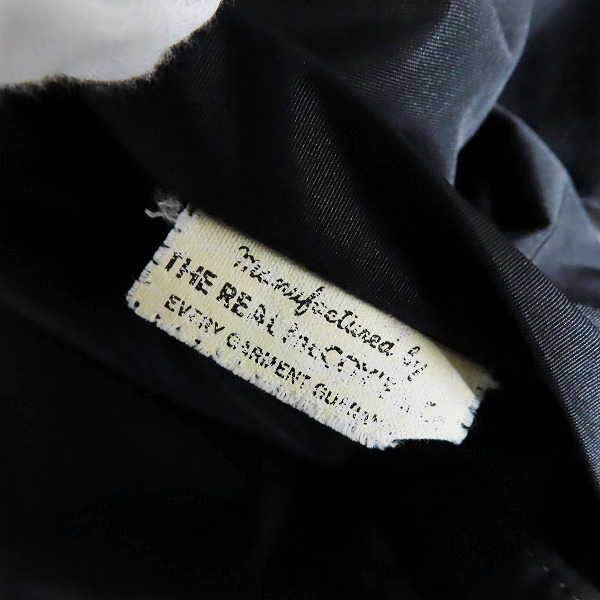 Manufactured by
THE REAL McCOY'S
EVERY GARMENT